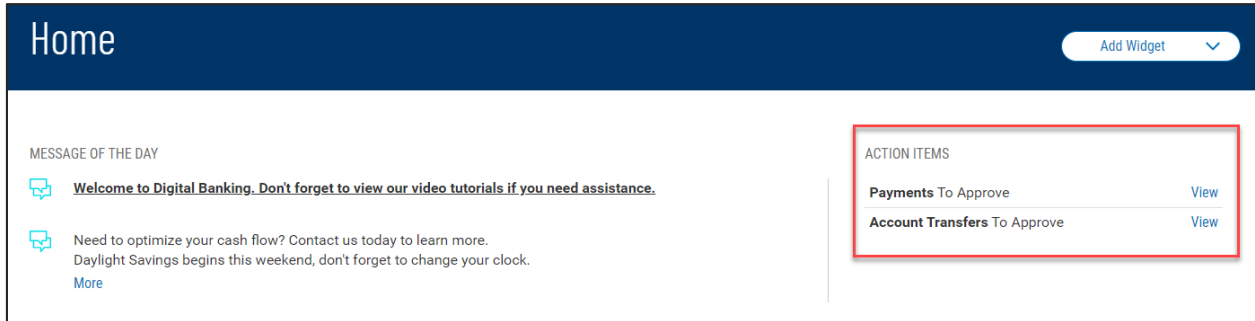 Home
Add Widget
MESSAGE OF THE DAY
Welcome to Digital Banking. Don't forget to view our video tutorials if you need assistance.
Need to optimize your cash flow? Contact us today to learn more.
Daylight Savings begins this weekend, don't forget to change your clock.
More
ACTION ITEMS
Payments To Approve View
Account Transfers To Approve View